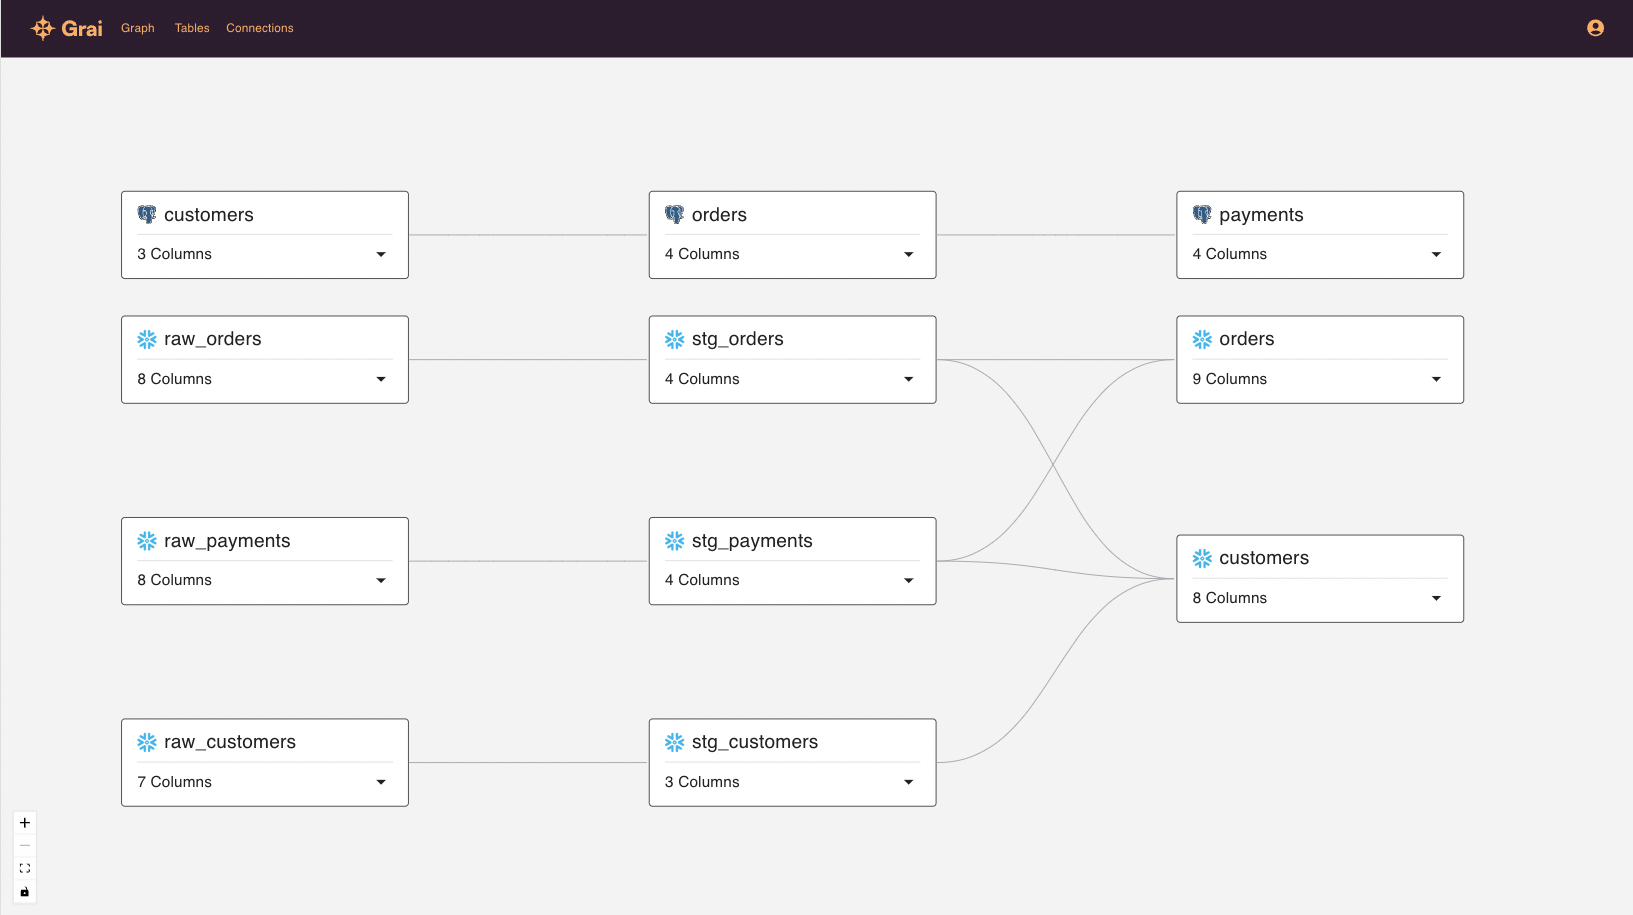 Grai
Graph Tables Connections
customers
3 Columns
orders
4 Columns
payments
4 Columns
raw_orders
8 Columns
stg_orders
4 Columns
orders
9 Columns
raw_payments
8 Columns
stg_payments
4 Columns
customers
8 Columns
raw_customers
7 Columns
stg_customers
3 Columns